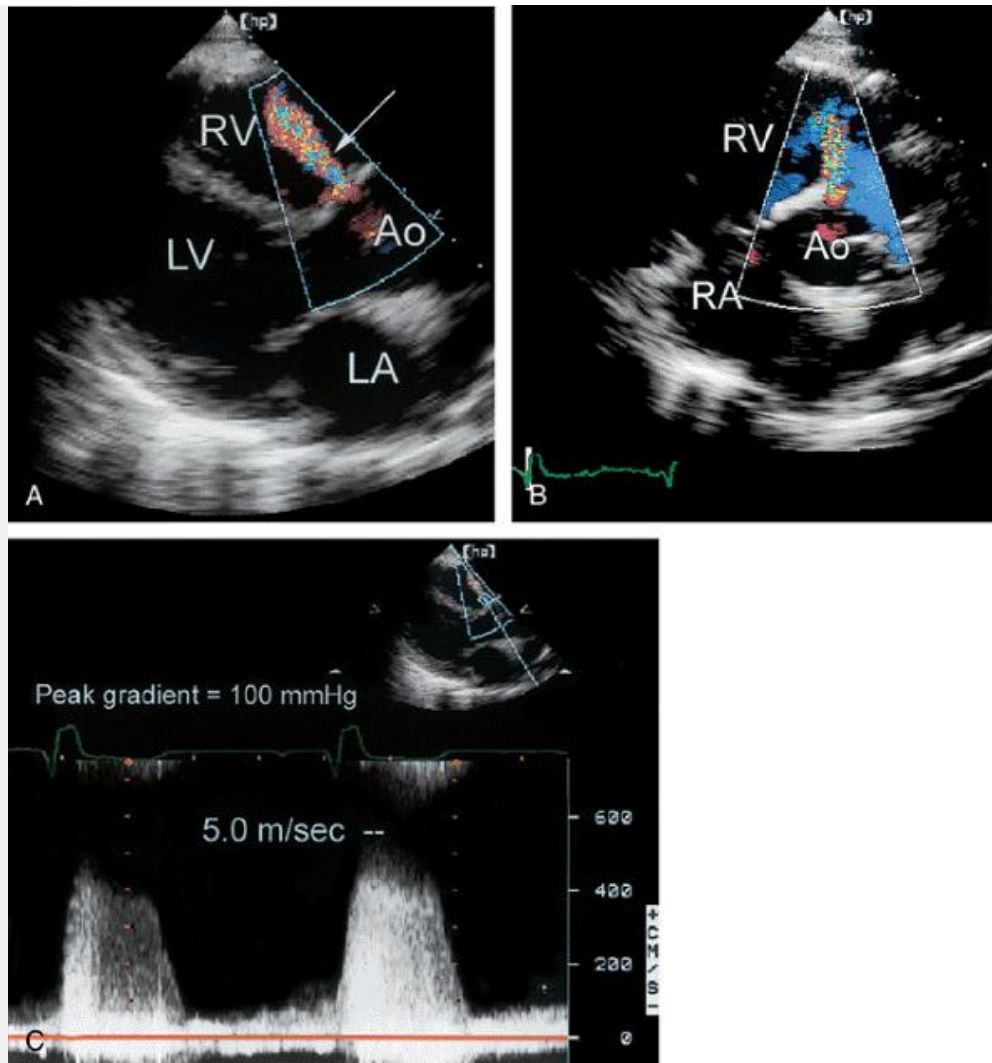 [hp]
RV
Ao
LV
LA
A
[hp]
RV
Ao
RA
B
[hp]
Peak gradient = 100 mmHg
5.0 m/sec --
600
400
200
0
+
CM/S
-
C